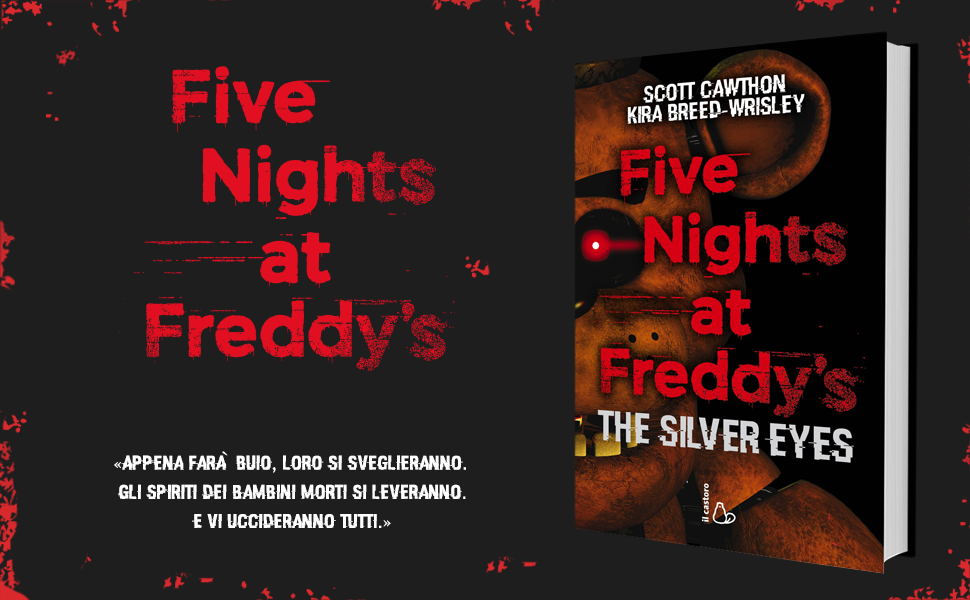 Five
Nights
at
Freddy's
«APPENA FARÀ BUIO, LORO SI SVEGLIERANNO.
GLI SPIRITI DEI BAMBINI MORTI SI LEVERANNO.
E VI UCCIDERANNO TUTTI.»
SCOTT CAWTHON
KIRA BREED-WRISLEY
Five
Nights
at
Freddy's
THE SILVER EYES
il castoro